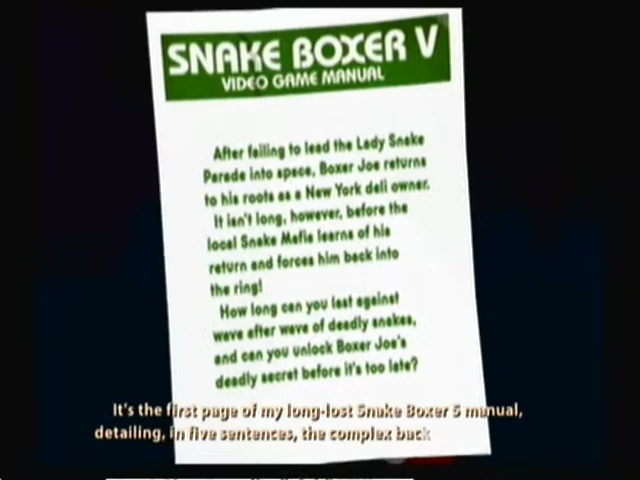 SNAKE BOXER V
VIDEO GAME MANUAL
After failing to lead the Lady Snake
Parade into space, Boxer Joe returns
to his roots as a New York deli owner.
It isn't long, however, before the
local Snake Mafia learns of his
return and forces him back into
the ring!
How long can you last against
wave after wave of deadly snakes,
and can you unlock Boxer Joe's
deadly secret before it's too late?
It's the first page of my long-lost Snake Boxer 5 manual,
detailing, in five sentences, the complex back